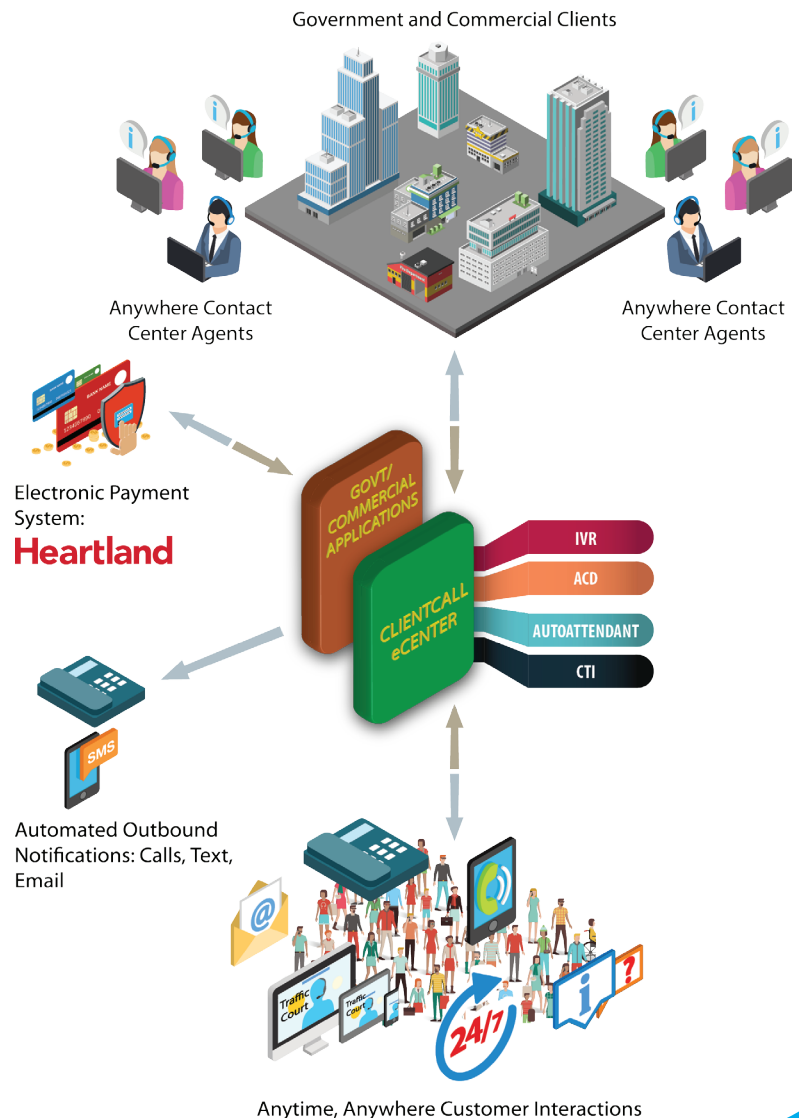 Government and Commercial Clients
i
i
i
i
Anywhere Contact
Center Agents
Anywhere Contact
Center Agents
BANK NAME
Electronic Payment
System:
Heartland
GOVT/
COMMERCIAL
APPLICATIONS
CLIENTCALL
eCENTER
IVR
ACD
AUTOATTENDANT
CTI
SMS
Automated Outbound
Notifications: Calls, Text,
Email
@
Traffic
Court
Traffic
Court
24/7
i
?
Anytime, Anywhere Customer Interactions